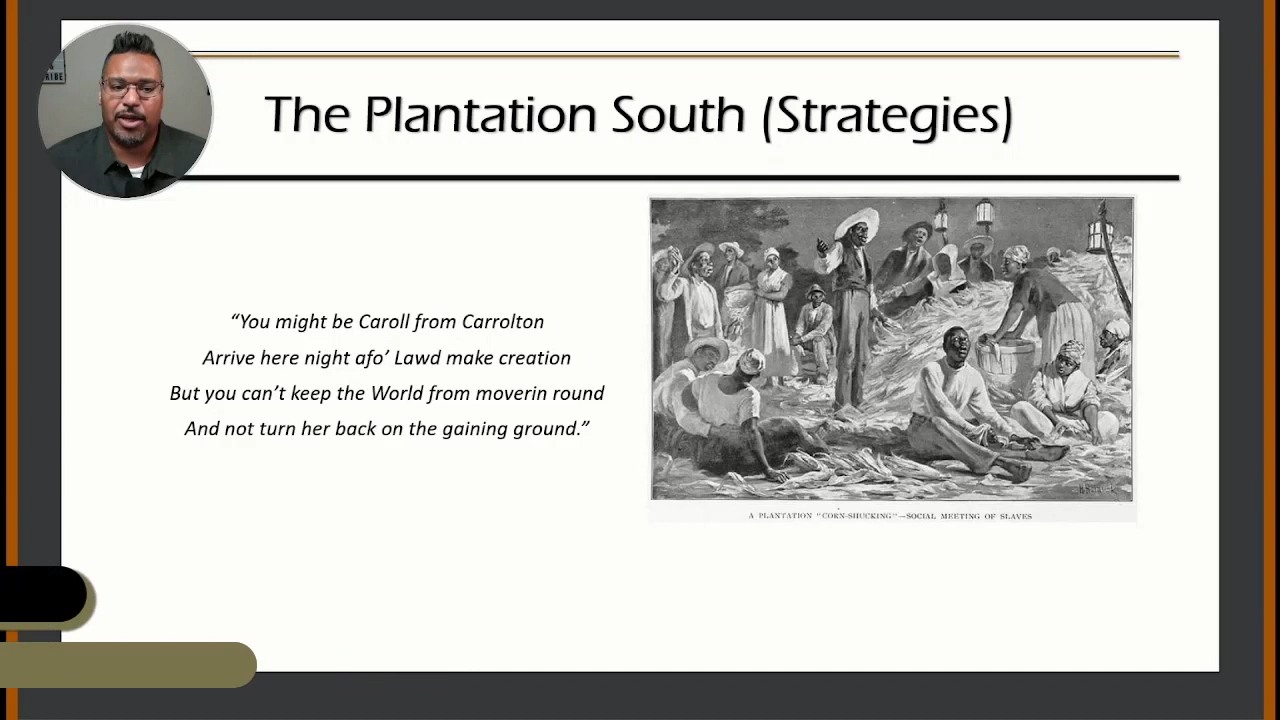 RIBE
The Plantation South (Strategies)
“You might be Caroll from Carrolton
Arrive here night afo’ Lawd make creation
But you can’t keep the World from moverin round
And not turn her back on the gaining ground.”
A PLANTATION "CORN-SHUCKING"—SOCIAL MEETING OF SLAVES